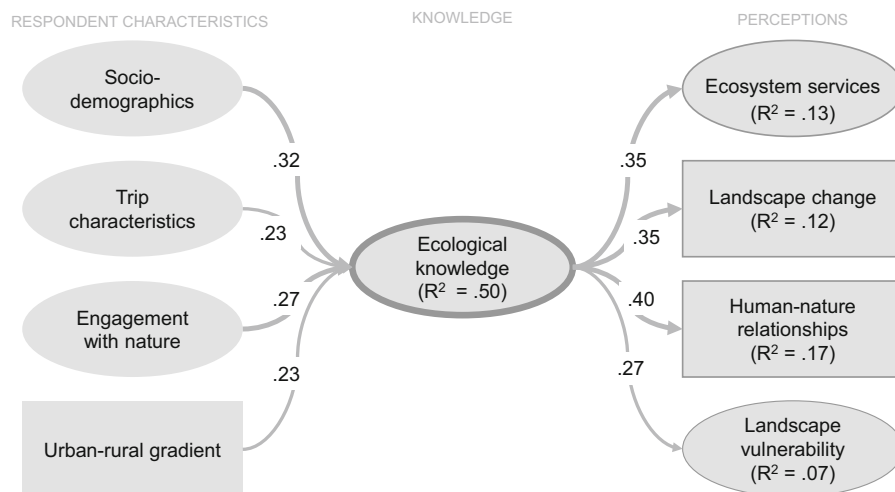 RESPONDENT CHARACTERISTICS
KNOWLEDGE
PERCEPTIONS
Socio-
demographics
Trip
characteristics
Engagement
with nature
Urban-rural gradient
.32
.23
.27
.23
Ecological
knowledge
(R² = .50)
.35
.35
.40
.27
Ecosystem services
(R² = .13)
Landscape change
(R² = .12)
Human-nature
relationships
(R² = .17)
Landscape
vulnerability
(R² = .07)